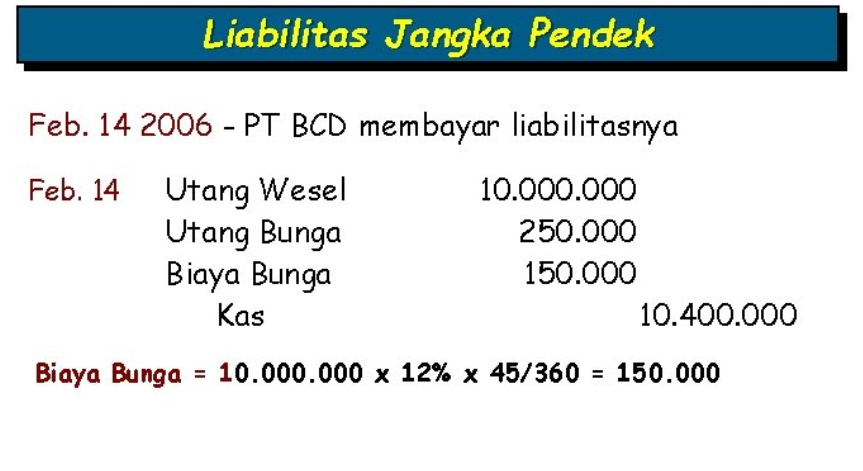 Liabilitas Jangka Pendek
Feb. 14 2006 - PT BCD membayar liabilitasnya
Feb. 14 Utang Wesel 10.000.000
Utang Bunga 250.000
Biaya Bunga 150.000
Kas 10.400.000
Biaya Bunga = 10.000.000 x 12% x 45/360 = 150.000